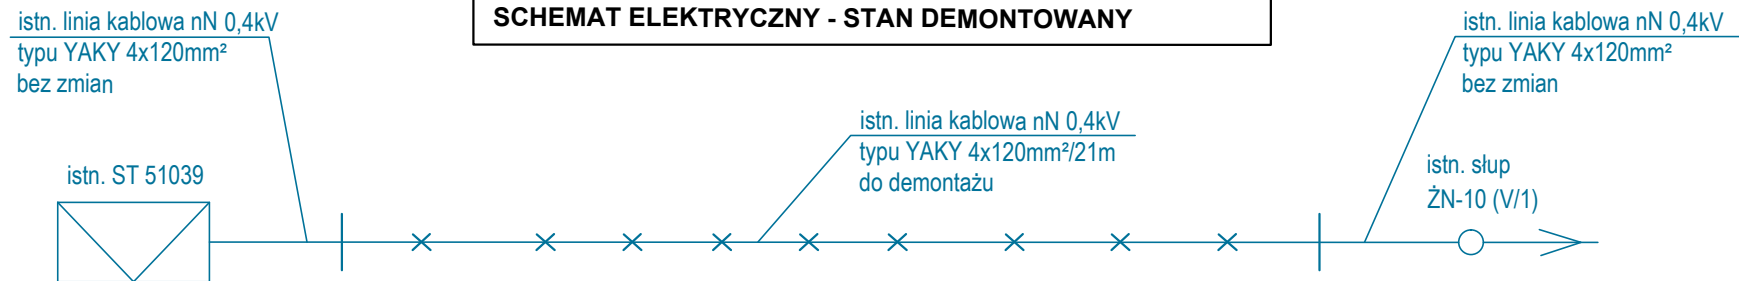 SCHEMAT ELEKTRYCZNY - STAN DEMONTOWANY
istn. linia kablowa nN 0,4kV
typu YAKY 4x120mm²
bez zmian
istn. ST 51039
istn. linia kablowa nN 0,4kV
typu YAKY 4x120mm²/21m
do demontażu
istn. linia kablowa nN 0,4kV
typu YAKY 4x120mm²
bez zmian
istn. słup
ŻN-10 (V/1)